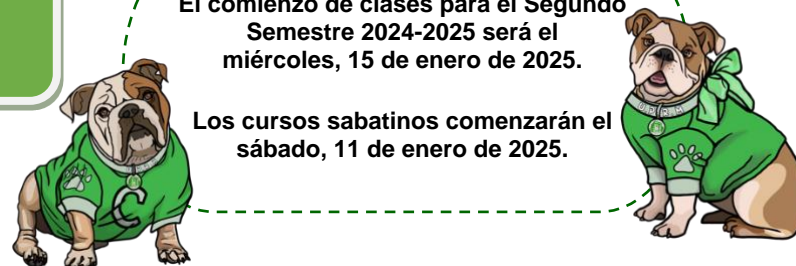 El comienzo de clases para el Segundo
Semestre 2024-2025 será el
miércoles, 15 de enero de 2025.
Los cursos sabatinos comenzarán el
sábado, 11 de enero de 2025.
C